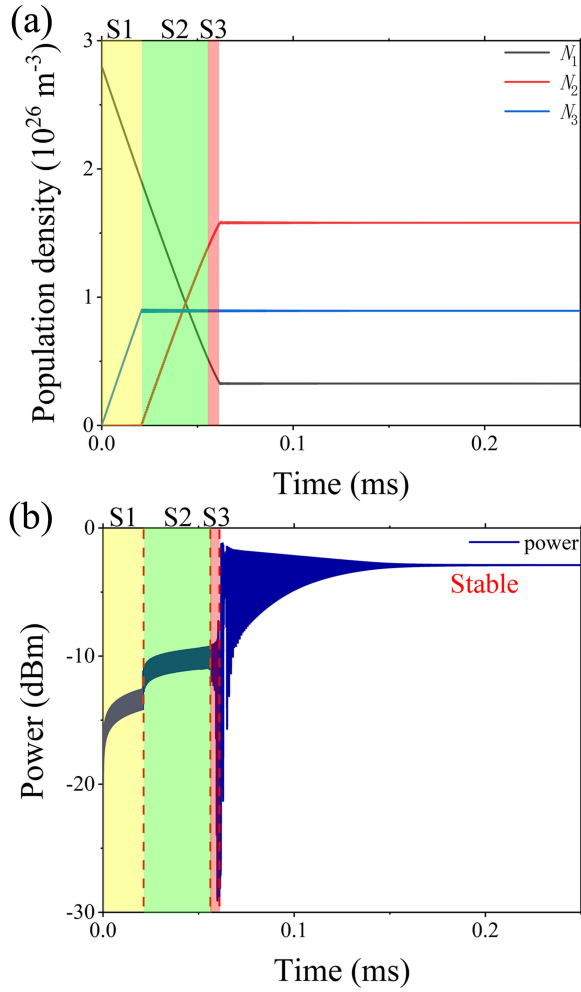 (a)
S1 S2 S3
3
2
1
0
Population density (10²⁶ m⁻³)
N₁
N₂
N₃
0.0 0.1 0.2
Time (ms)
(b)
S1 S2 S3
0
-10
-20
-30
Power (dBm)
power
Stable
0.0 0.1 0.2
Time (ms)